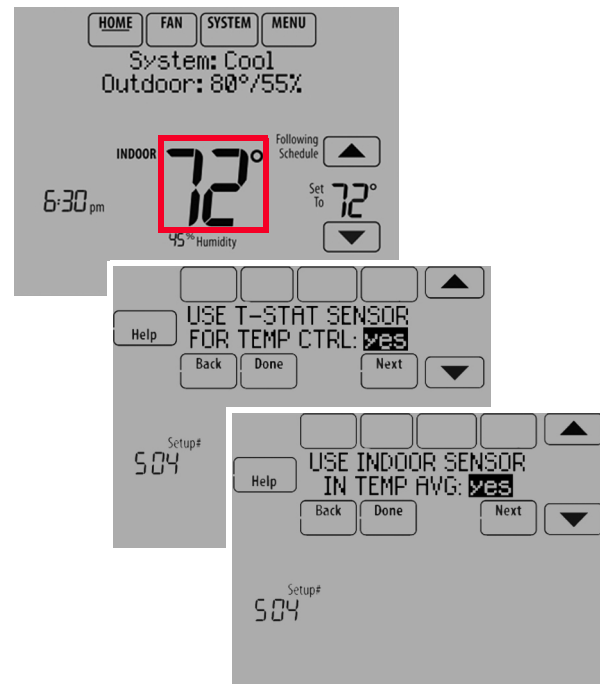 HOME FAN SYSTEM MENU
System: Cool
Outdoor: 80°/55%
Following
Schedule
INDOOR 72°
Set
To 72°
6:30 pm
45% Humidity
USE T-STAT SENSOR
Help FOR TEMP CTRL: yes
Back Done Next
Setup#
504
USE INDOOR SENSOR
Help IN TEMP AVG: yes
Back Done Next
Setup#
504